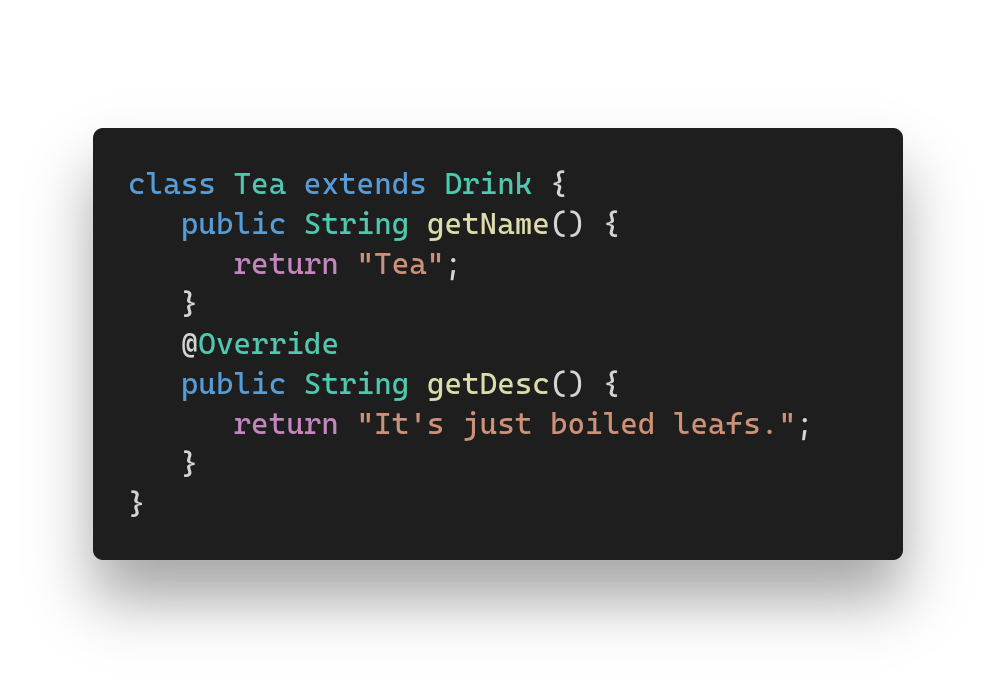 class Tea extends Drink {
   public String getName() {
      return "Tea";
   }
   @Override
   public String getDesc() {
      return "It's just boiled leafs.";
   }
}